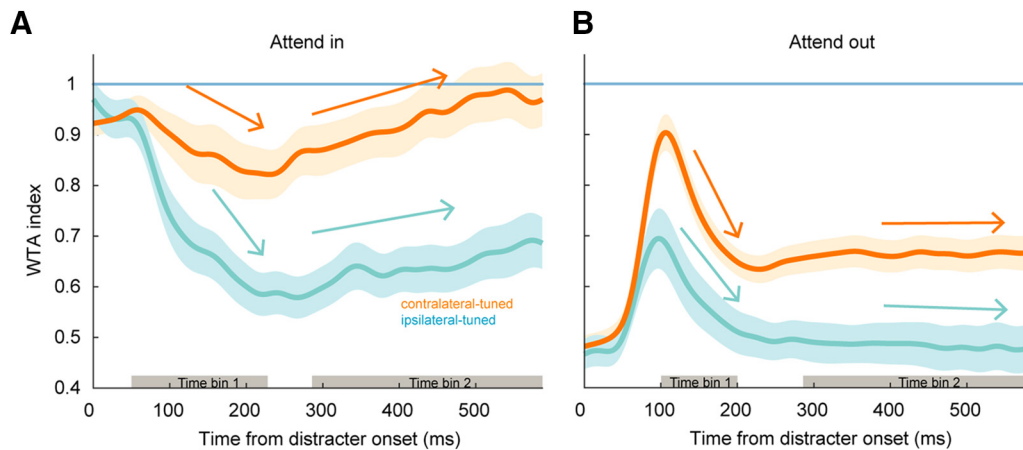 A
Attend in
WTA index
1
0.9
0.8
0.7
0.6
0.5
0.4
contralateral-tuned
ipsilateral-tuned
Time bin 1
Time bin 2
0 100 200 300 400 500
Time from distracter onset (ms)
B
Attend out
Time bin 1
Time bin 2
0 100 200 300 400 500
Time from distracter onset (ms)